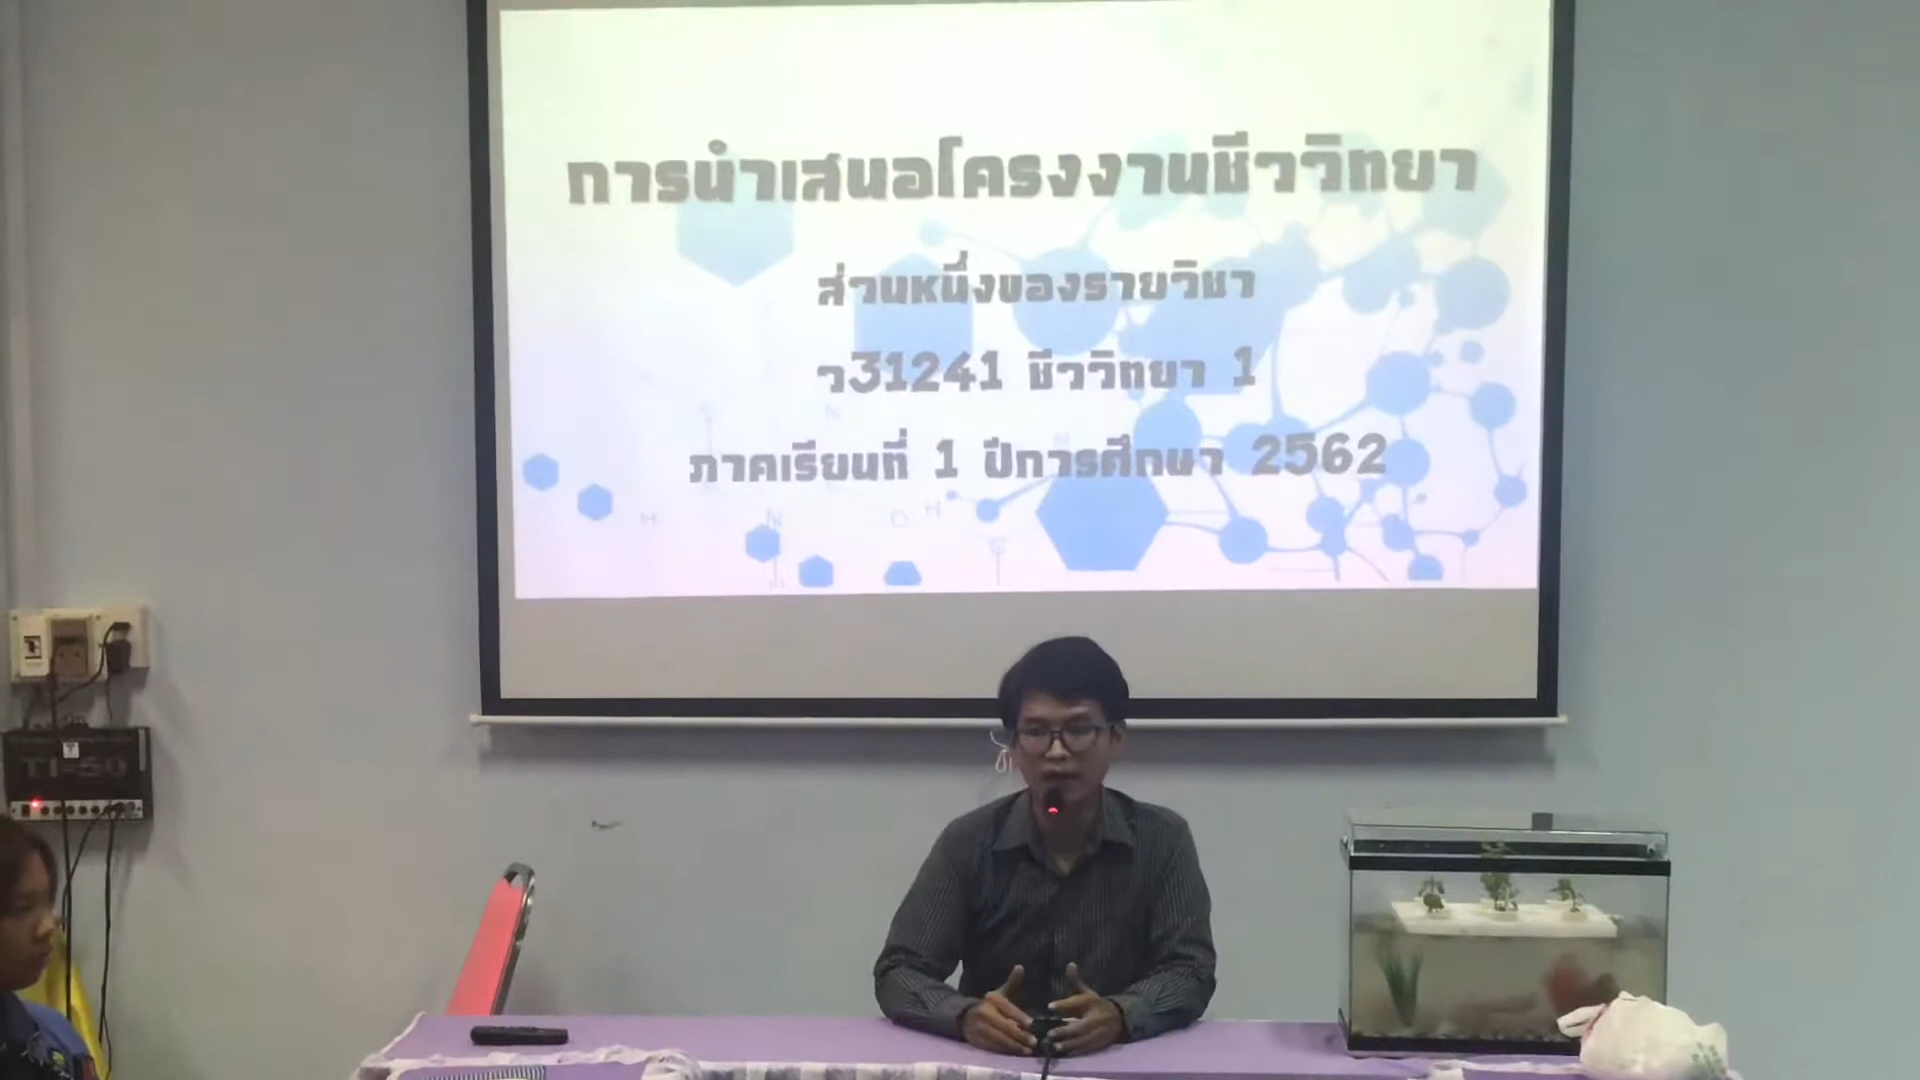 การนำเสนอโครงงานชีววิทยา
ส่วนหนึ่งของรายวิชา
ว31241 ชีววิทยา 1
ภาคเรียนที่ 1 ปีการศึกษา 2562
H N O H
TI-50